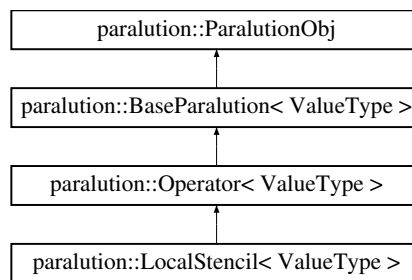 paralution::ParalutionObj
paralution::BaseParalution< ValueType >
paralution::Operator< ValueType >
paralution::LocalStencil< ValueType >